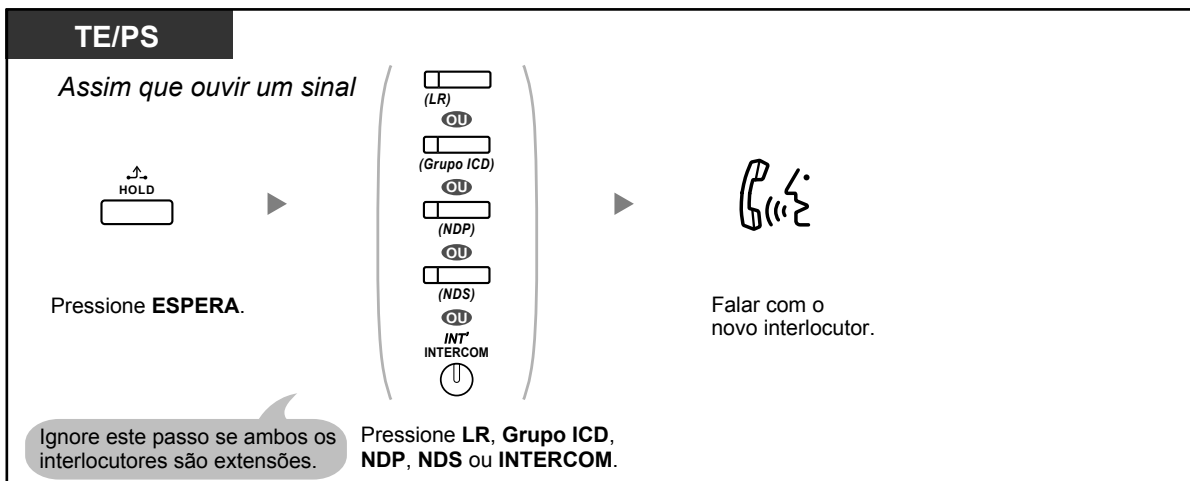 TE/PS
Assim que ouvir um sinal
HOLD
Pressione ESPERA.
(LR)
OU
(Grupo ICD)
OU
(NDP)
OU
(NDS)
OU
INT'
INTERCOM
Falar com o
novo interlocutor.
Ignore este passo se ambos os
interlocutores são extensões.
Pressione LR, Grupo ICD,
NDP, NDS ou INTERCOM.